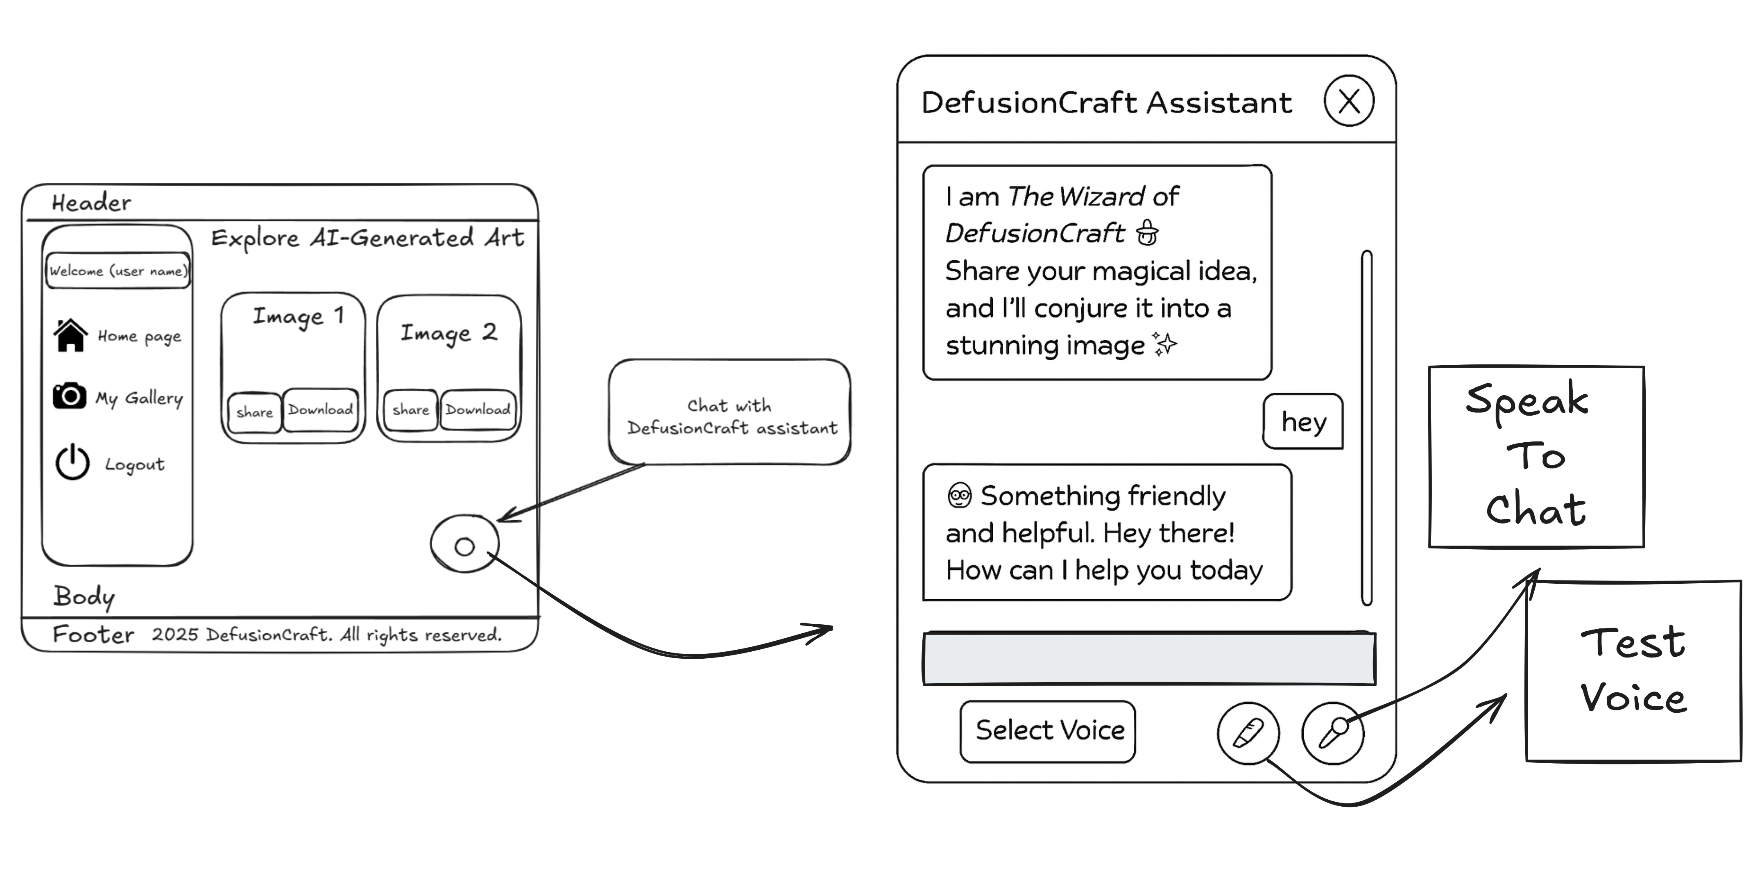 Header
Welcome (user name)
Home page
My Gallery
Logout
Explore AI-Generated Art
Image 1
share
Download
Image 2
share
Download
Body
Footer 2025 DefusionCraft. All rights reserved.
Chat with
DefusionCraft assistant
DefusionCraft Assistant
X
I am The Wizard of
DefusionCraft
Share your magical idea,
and I'll conjure it into a
stunning image ✨
hey
Something friendly
and helpful. Hey there!
How can I help you today
Select Voice
Speak
To
Chat
Test
Voice